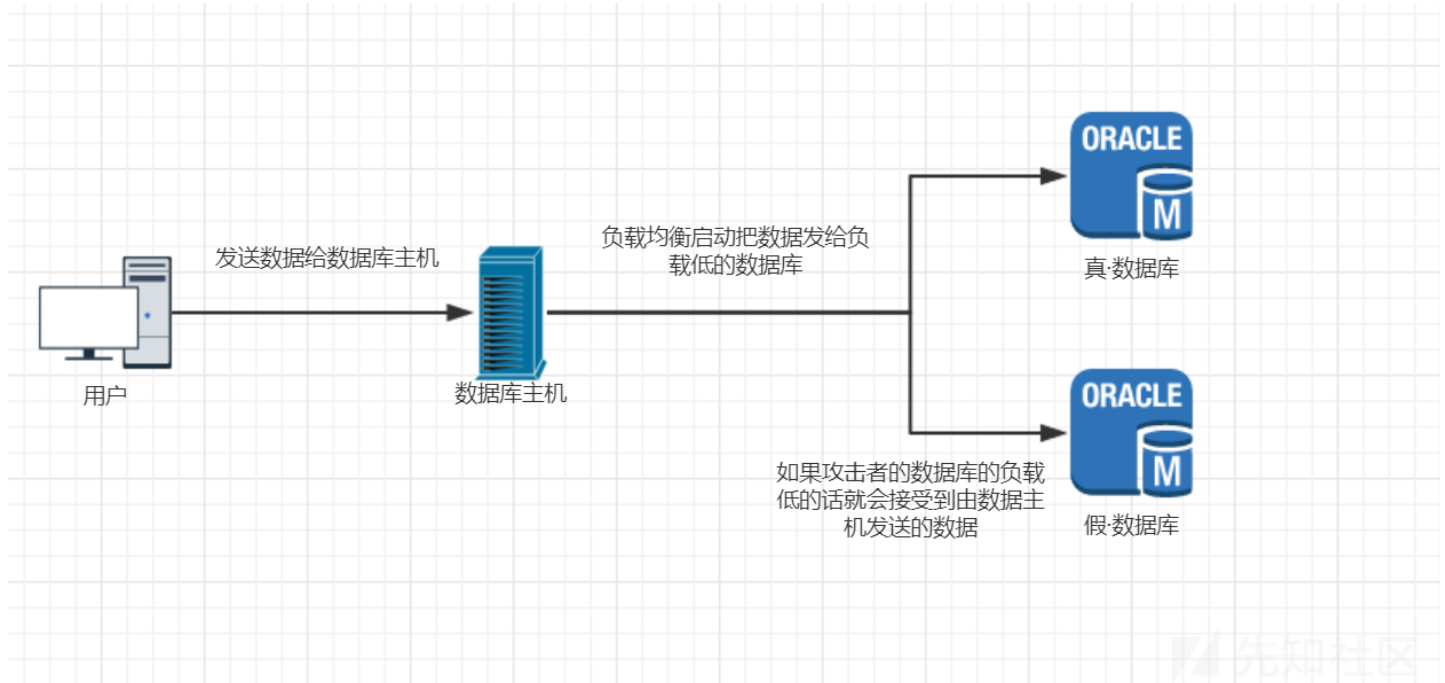 ORACLE
M
真·数据库
发送数据给数据库主机
负载均衡启动把数据发给负
载低的数据库
用户
数据库主机
ORACLE
M
如果攻击者的数据库的负载
低的话就会接受到由数据主
机发送的数据
假·数据库
先知社区